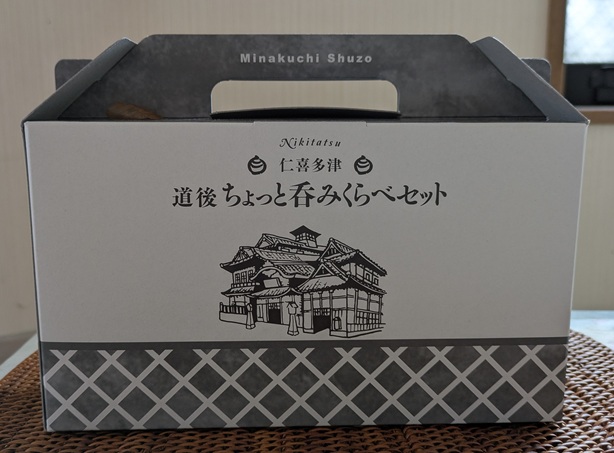 Minakuchi Shuzo
Nikitatsu
仁喜多津
道後ちょっと呑みくらべセット